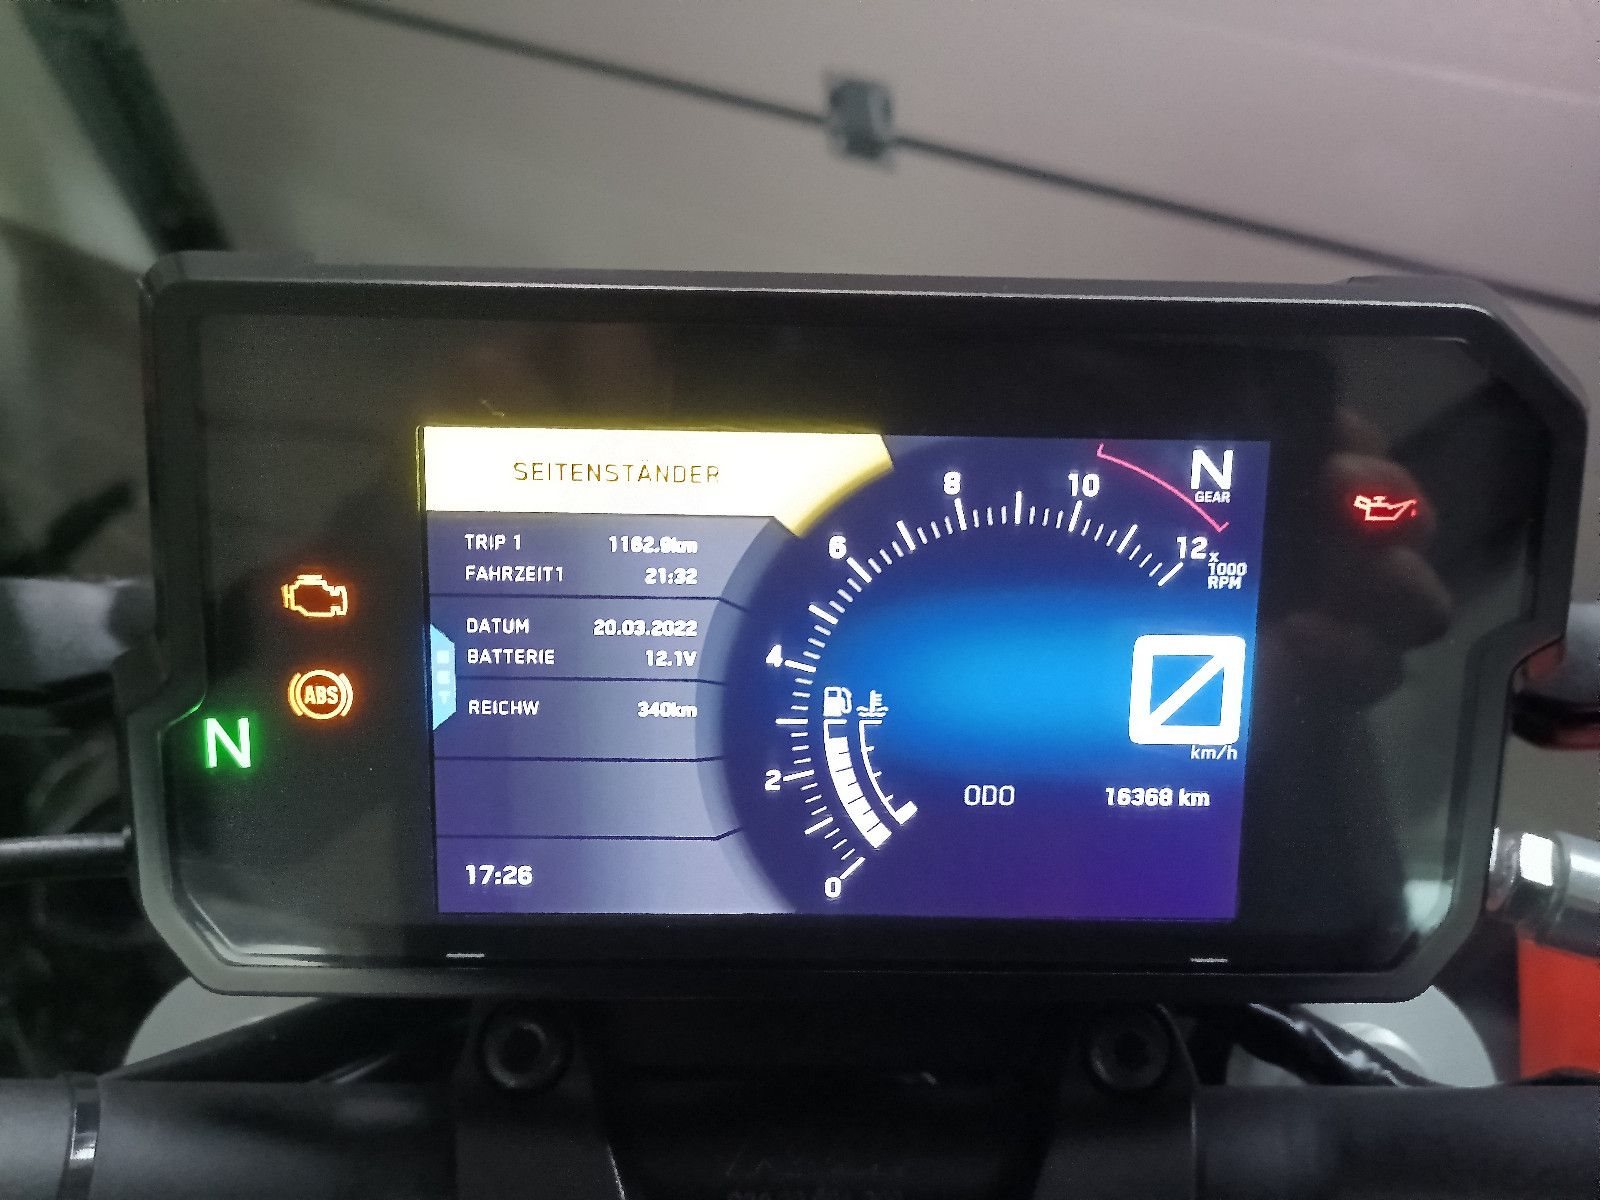 SEITENSTÄNDER
TRIP 1 1162.9km
FAHRZEIT1 21:32
DATUM 20.03.2022
BATTERIE 12.1V
REICHW 340km
17:26
0
2
4
6
8
10
12
x
1000
RPM
N
GEAR
km/h
ODO 16368 km
ABS
N